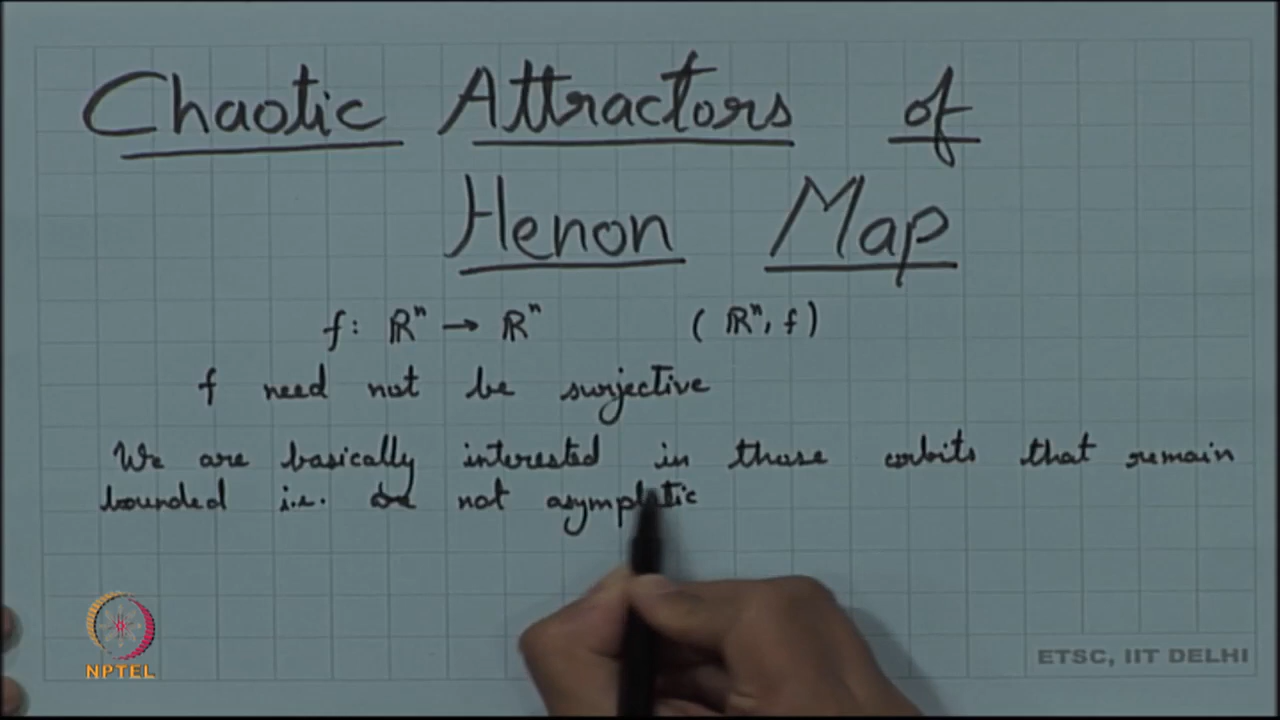 Chaotic Attractors of
Henon Map
f: ℝⁿ → ℝⁿ (ℝⁿ, f)
f need not be surjective
We are basically interested in those orbits that remain
bounded i.e. not asymptotic
NPTEL
ETSC, IIT DELHI